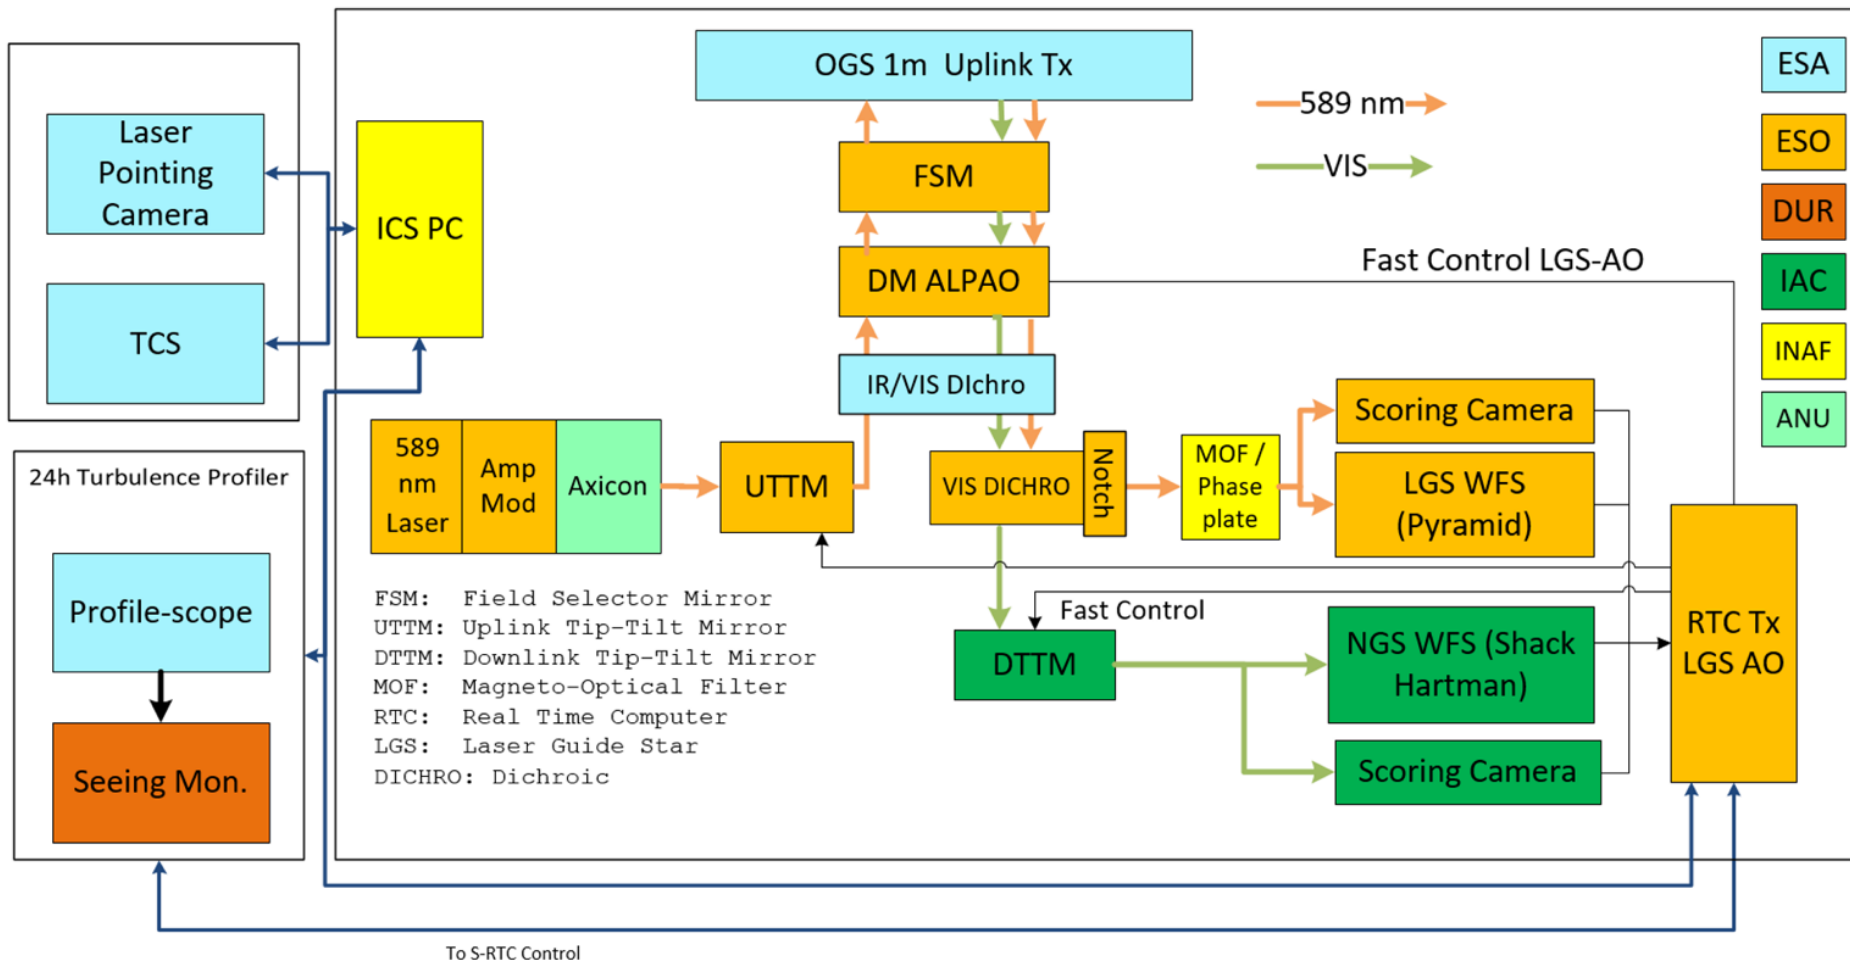 OGS 1m  Uplink Tx
589 nm
VIS
ESA
ESO
DUR
IAC
INAF
ANU
Laser
Pointing
Camera
TCS
ICS PC
FSM
DM ALPAO
Fast Control LGS-AO
IR/VIS DIchro
589
nm
Laser
Amp
Mod
Axicon
UTTM
VIS DICHRO
Notch
MOF /
Phase
plate
Scoring Camera
LGS WFS
(Pyramid)
24h Turbulence Profiler
Profile-scope
Seeing Mon.
FSM:  Field Selector Mirror
UTTM: Uplink Tip-Tilt Mirror
DTTM: Downlink Tip-Tilt Mirror
MOF:  Magneto-Optical Filter
RTC:  Real Time Computer
LGS:  Laser Guide Star
DICHRO: Dichroic
Fast Control
DTTM
NGS WFS (Shack
Hartman)
Scoring Camera
RTC Tx
LGS AO
To S-RTC Control